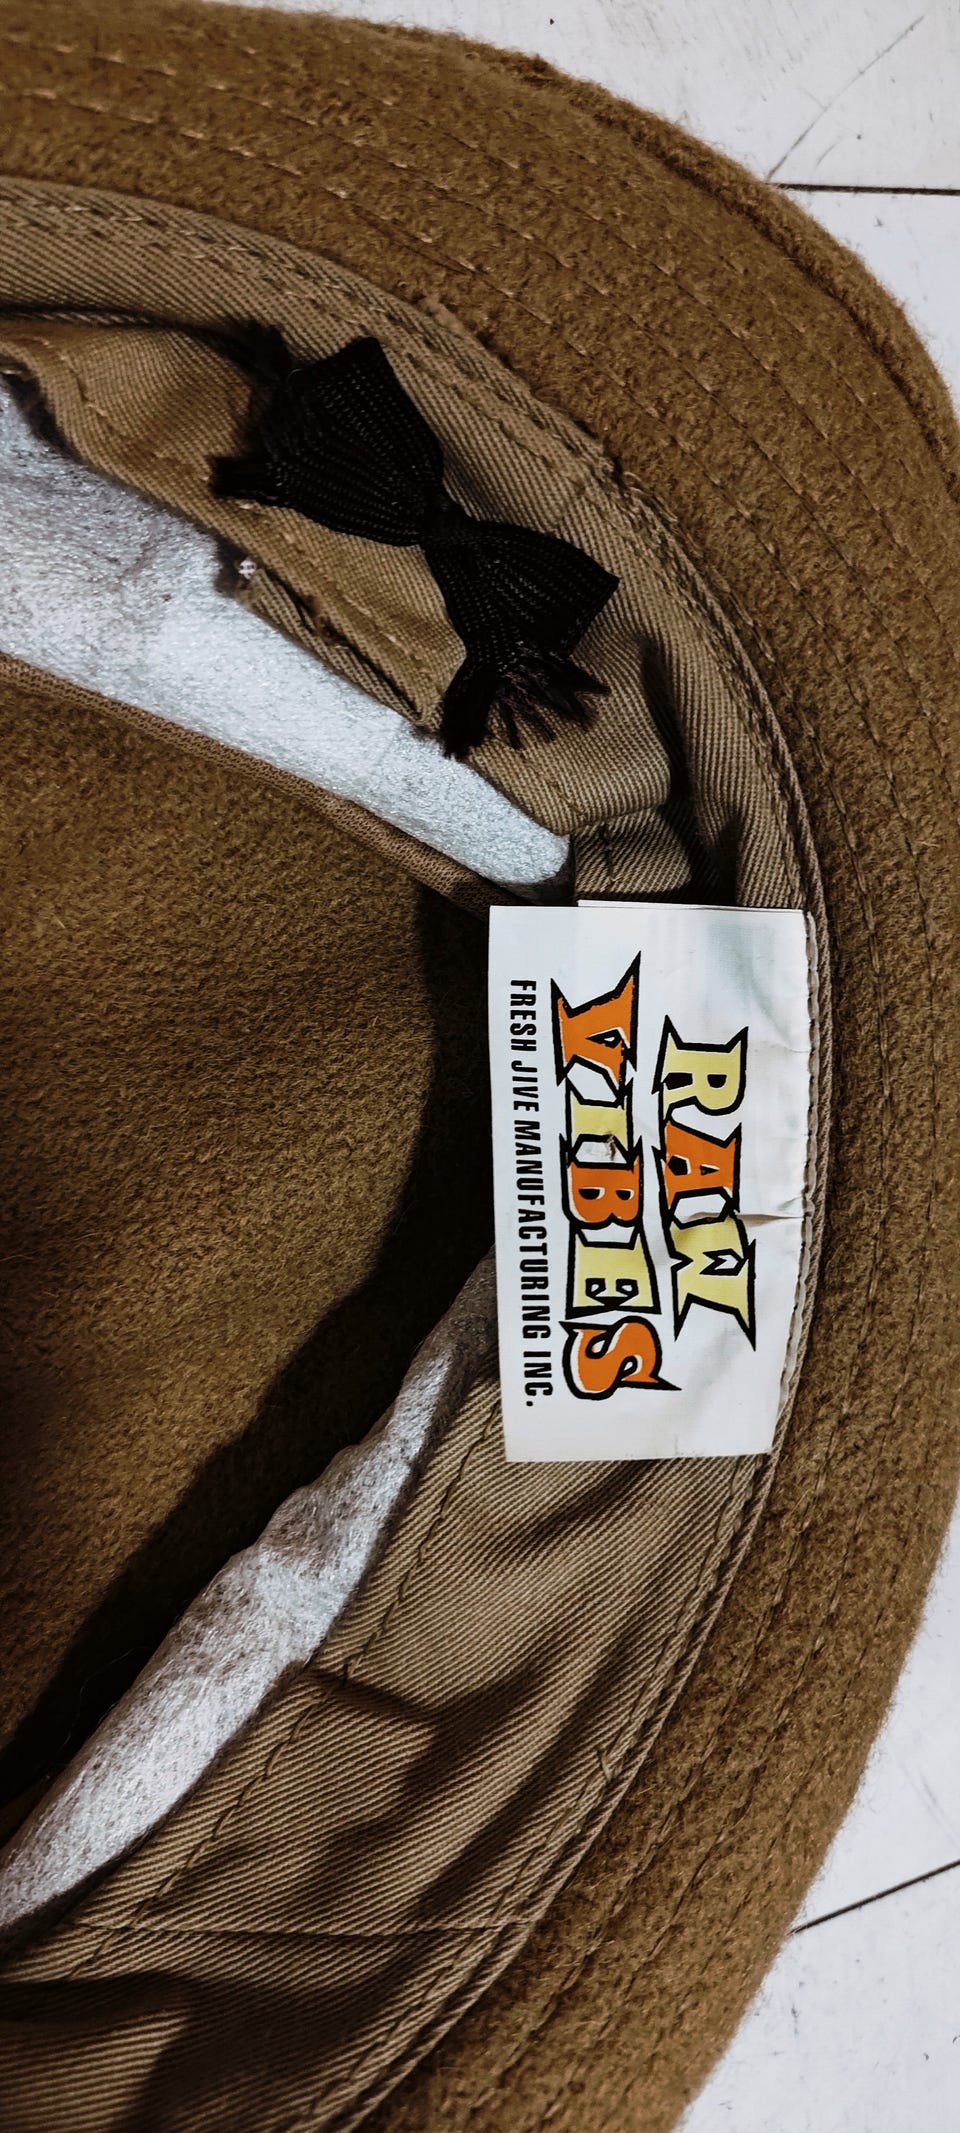 RAW
VIBES
FRESH JIVE MANUFACTURING INC.